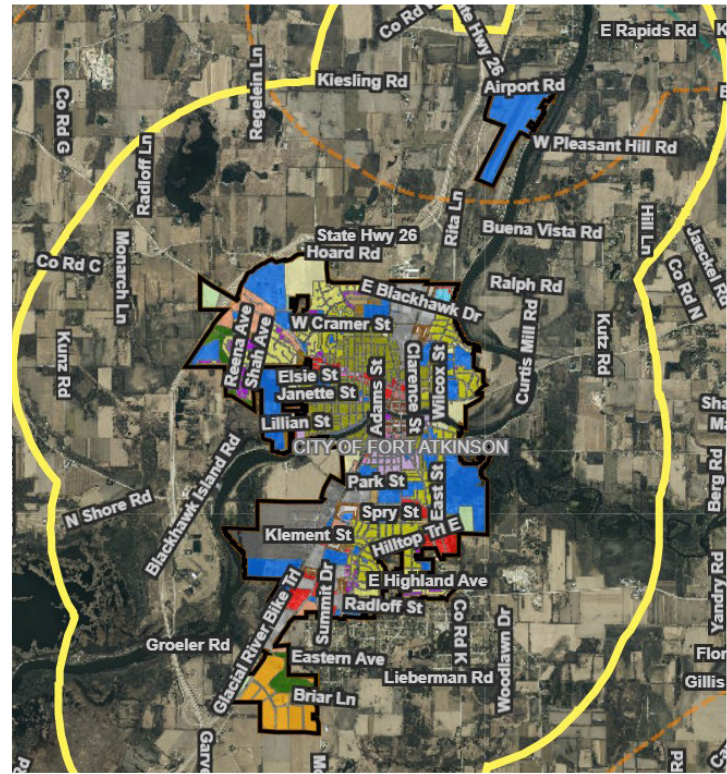 Co Rd
State Hwy 26
E Rapids Rd
Regelein Ln
Kiesling Rd
Airport Rd
Co Rd G
Radloff Ln
W Pleasant Hill Rd
Rita Ln
State Hwy 26
Buena Vista Rd
Hill Ln
Hoard Rd
Jaeckel R
Co Rd C
Monarch Ln
E Blackhawk Dr
Ralph Rd
Co Rd N
Kunz Rd
Reena Ave
Shah Ave
W Cramer St
Curtis Mill Rd
Kutz Rd
Elsie St
Janette St
Adams St
Clarence St
Wilcox St
Sha
Ma
Lillian St
CITY OF FORT ATKINSON
N Shore Rd
Blackhawk Island Rd
Park St
East St
Berg Rd
Spry St
Klement St
Hilltop Trl E
E Highland Ave
Yandry Rd
Glacial River Bike Trl
Summit Dr
Radloff St
Co Rd K
Woodlawn Dr
Groeler Rd
Eastern Ave
Lieberman Rd
Flor
Gillis
Briar Ln
Garve
Rd